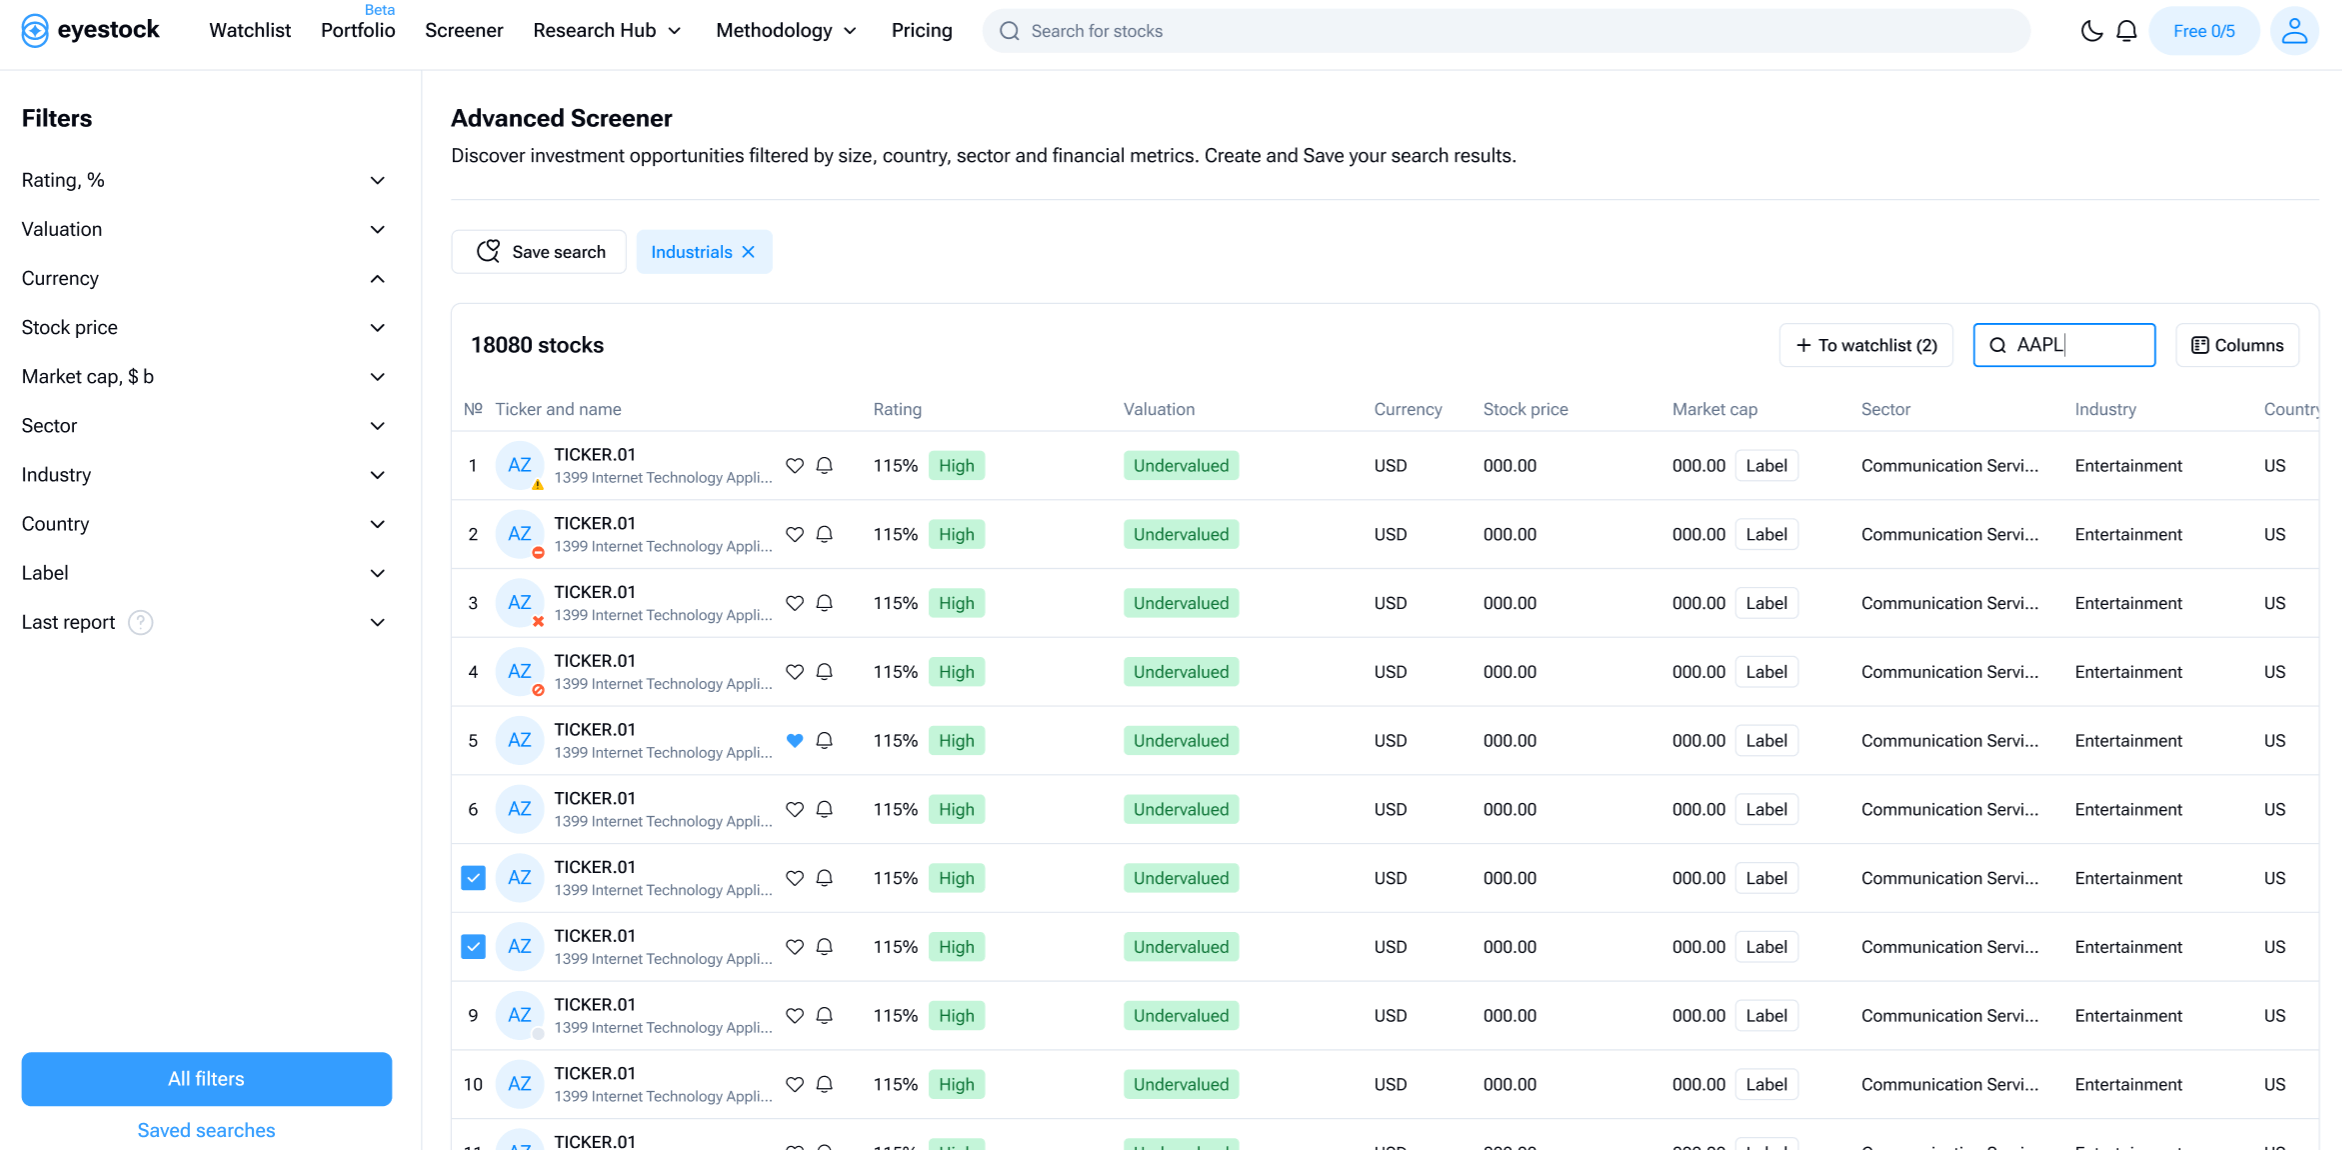 eyestock
Watchlist
Beta
Portfolio
Screener
Research Hub
Methodology
Pricing
Search for stocks
Free 0/5
Filters
Rating, %
Valuation
Currency
Stock price
Market cap, $ b
Sector
Industry
Country
Label
Last report ?
All filters
Saved searches
Advanced Screener
Discover investment opportunities filtered by size, country, sector and financial metrics. Create and Save your search results.
Save search
Industrials
18080 stocks
+ To watchlist (2)
AAPL
Columns
№ Ticker and name Rating Valuation Currency Stock price Market cap Sector Industry Country
1 AZ TICKER.01 115% High Undervalued USD 000.00 000.00 Label Communication Servi... Entertainment US
1399 Internet Technology Appli...
2 AZ TICKER.01 115% High Undervalued USD 000.00 000.00 Label Communication Servi... Entertainment US
1399 Internet Technology Appli...
3 AZ TICKER.01 115% High Undervalued USD 000.00 000.00 Label Communication Servi... Entertainment US
1399 Internet Technology Appli...
4 AZ TICKER.01 115% High Undervalued USD 000.00 000.00 Label Communication Servi... Entertainment US
1399 Internet Technology Appli...
5 AZ TICKER.01 115% High Undervalued USD 000.00 000.00 Label Communication Servi... Entertainment US
1399 Internet Technology Appli...
6 AZ TICKER.01 115% High Undervalued USD 000.00 000.00 Label Communication Servi... Entertainment US
1399 Internet Technology Appli...
AZ TICKER.01 115% High Undervalued USD 000.00 000.00 Label Communication Servi... Entertainment US
1399 Internet Technology Appli...
AZ TICKER.01 115% High Undervalued USD 000.00 000.00 Label Communication Servi... Entertainment US
1399 Internet Technology Appli...
9 AZ TICKER.01 115% High Undervalued USD 000.00 000.00 Label Communication Servi... Entertainment US
1399 Internet Technology Appli...
10 AZ TICKER.01 115% High Undervalued USD 000.00 000.00 Label Communication Servi... Entertainment US
1399 Internet Technology Appli...
TICKER.01